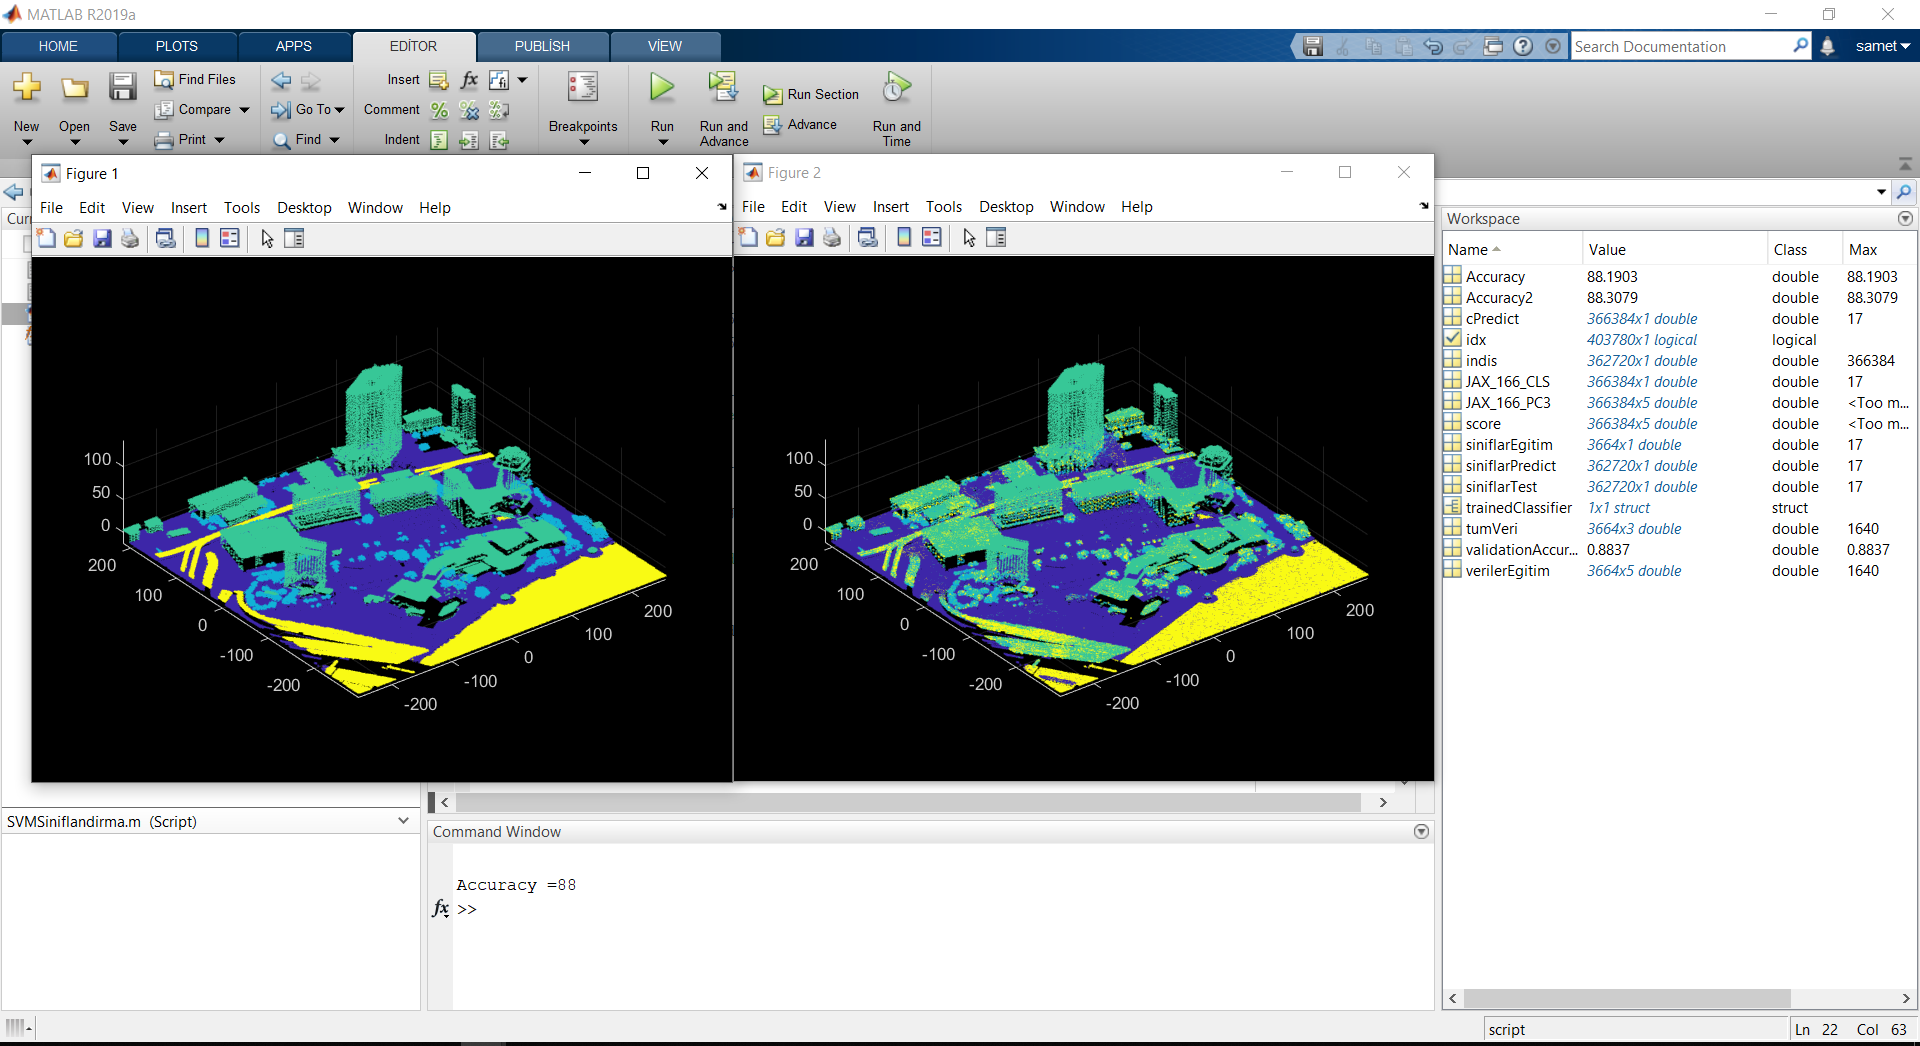 MATLAB R2019a
HOME PLOTS APPS EDİTOR PUBLİSH VİEW
Search Documentation
samet
New
Open
Save
Find Files
Compare
Print
Go To
Find
Insert
Comment
Indent
fx
fi
Breakpoints
Run
Run and
Advance
Run Section
Advance
Run and
Time
Figure 1
File Edit View Insert Tools Desktop Window Help
100
50
0
200
100
0
-100
-200
-200
-100
0
100
200
Figure 2
File Edit View Insert Tools Desktop Window Help
100
50
0
200
100
0
-100
-200
-200
-100
0
100
200
Workspace
Name Value Class Max
Accuracy 88.1903 double 88.1903
Accuracy2 88.3079 double 88.3079
cPredict 366384x1 double double 17
idx 403780x1 logical logical
indis 362720x1 double double 366384
JAX_166_CLS 366384x1 double double 17
JAX_166_PC3 366384x5 double double <Too m...
score 366384x5 double double <Too m...
siniflarEgitim 3664x1 double double 17
siniflarPredict 362720x1 double double 17
siniflarTest 362720x1 double double 17
trainedClassifier 1x1 struct struct
tumVeri 3664x3 double double 1640
validationAccur... 0.8837 double 0.8837
verilerEgitim 3664x5 double double 1640
SVMSiniflandirma.m (Script)
Command Window
Accuracy =88
fx >>
script
Ln 22 Col 63